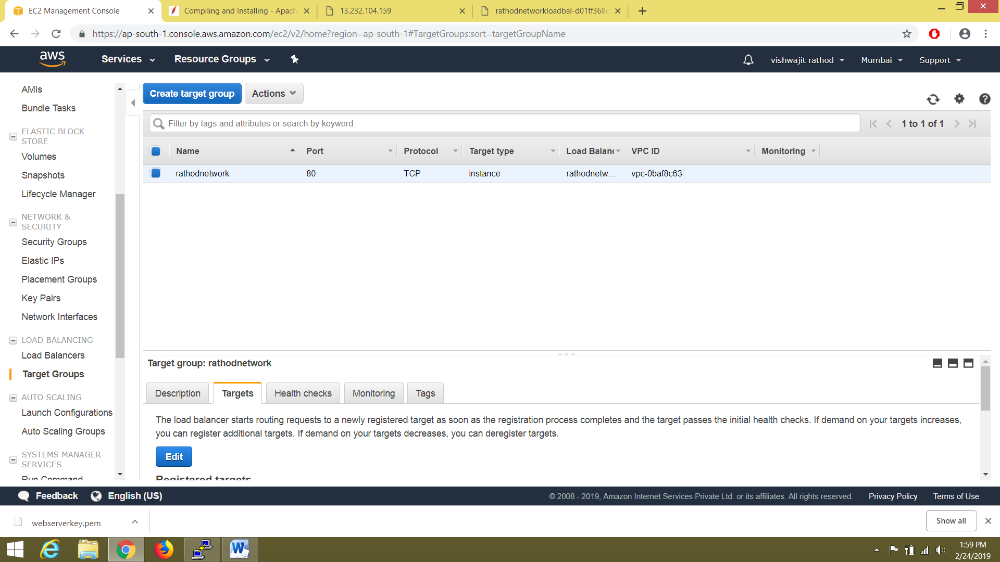 EC2 Management Console
Compiling and Installing - Apach
13.232.104.159
rathodnetworkloadbal-d01ff368c
https://ap-south-1.console.aws.amazon.com/ec2/v2/home?region=ap-south-1#TargetGroups:sort=targetGroupName
aws
Services
Resource Groups
vishwajit rathod
Mumbai
Support
AMIs
Bundle Tasks
ELASTIC BLOCK
STORE
Volumes
Snapshots
Lifecycle Manager
NETWORK &
SECURITY
Security Groups
Elastic IPs
Placement Groups
Key Pairs
Network Interfaces
LOAD BALANCING
Load Balancers
Target Groups
AUTO SCALING
Launch Configurations
Auto Scaling Groups
SYSTEMS MANAGER
SERVICES
Run Command
Create target group
Actions
Filter by tags and attributes or search by keyword
1 to 1 of 1
Name Port Protocol Target type Load Balanc VPC ID Monitoring
rathodnetwork 80 TCP instance rathodnetw... vpc-0baf8c63
Target group: rathodnetwork
Description
Targets
Health checks
Monitoring
Tags
The load balancer starts routing requests to a newly registered target as soon as the registration process completes and the target passes the initial health checks. If demand on your targets increases,
you can register additional targets. If demand on your targets decreases, you can deregister targets.
Edit
Registered targets
Feedback
English (US)
© 2008 - 2019, Amazon Internet Services Private Ltd. or its affiliates. All rights reserved.
Privacy Policy
Terms of Use
webserverkey.pem
Show all
1:59 PM
2/24/2019